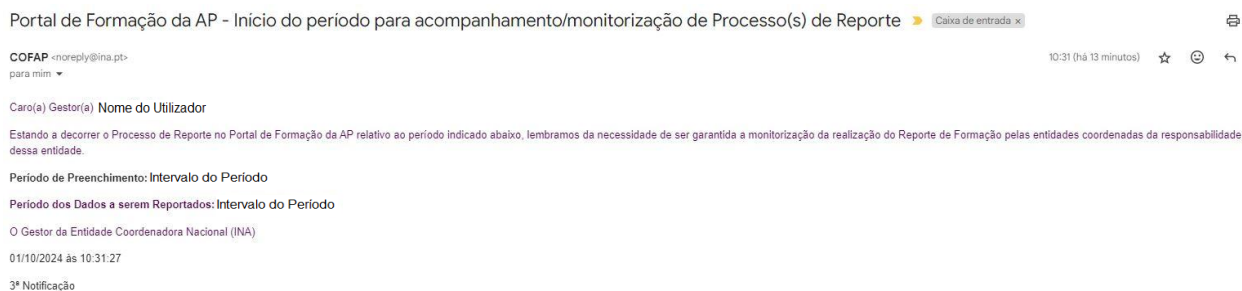 Portal de Formação da AP - Início do período para acompanhamento/monitorização de Processo(s) de Reporte Caixa de entrada x
COFAP <noreply@ina.pt> 10:31 (há 13 minutos)
para mim
Caro(a) Gestor(a) Nome do Utilizador
Estando a decorrer o Processo de Reporte no Portal de Formação da AP relativo ao período indicado abaixo, lembramos da necessidade de ser garantida a monitorização da realização do Reporte de Formação pelas entidades coordenadas da responsabilidade
dessa entidade.
Período de Preenchimento: Intervalo do Período
Período dos Dados a serem Reportados: Intervalo do Período
O Gestor da Entidade Coordenadora Nacional (INA)
01/10/2024 às 10:31:27
3ª Notificação